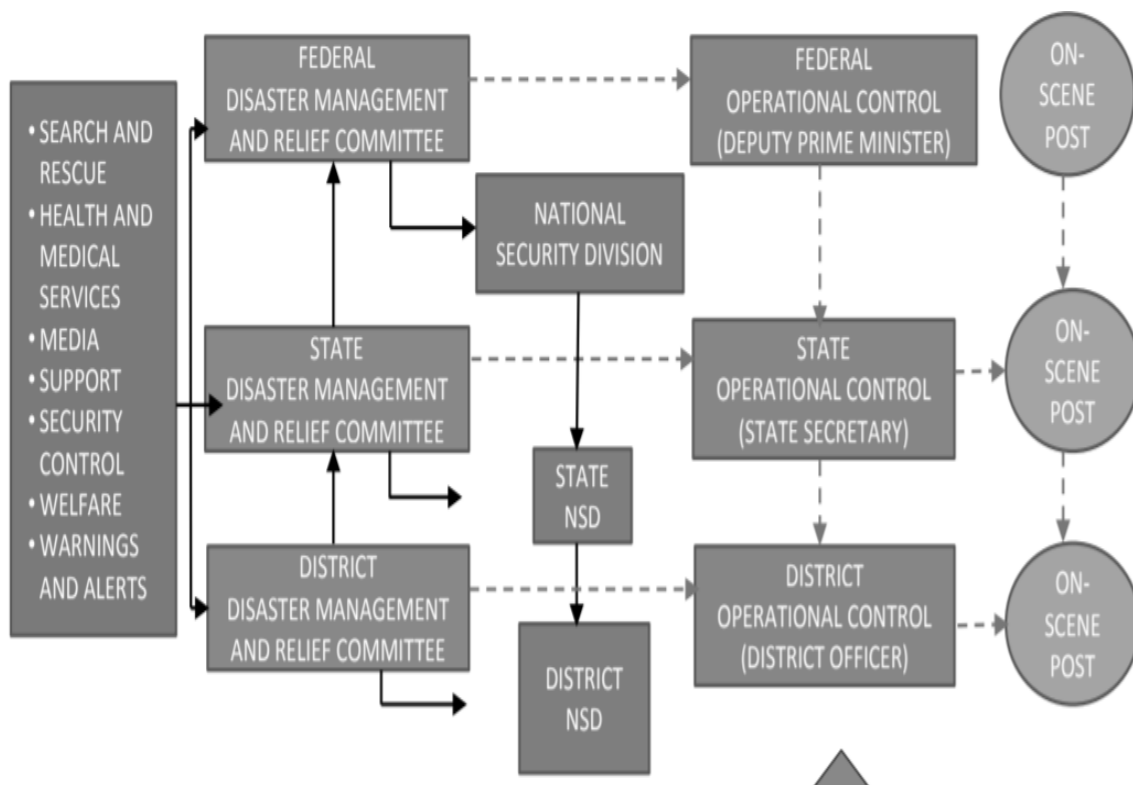 • SEARCH AND
RESCUE
• HEALTH AND
MEDICAL
SERVICES
• MEDIA
• SUPPORT
• SECURITY
CONTROL
• WELFARE
• WARNINGS
AND ALERTS
FEDERAL
DISASTER MANAGEMENT
AND RELIEF COMMITTEE
FEDERAL
OPERATIONAL CONTROL
(DEPUTY PRIME MINISTER)
ON-
SCENE
POST
NATIONAL
SECURITY DIVISION
STATE
DISASTER MANAGEMENT
AND RELIEF COMMITTEE
STATE
OPERATIONAL CONTROL
(STATE SECRETARY)
ON-
SCENE
POST
STATE
NSD
DISTRICT
DISASTER MANAGEMENT
AND RELIEF COMMITTEE
DISTRICT
NSD
DISTRICT
OPERATIONAL CONTROL
(DISTRICT OFFICER)
ON-
SCENE
POST